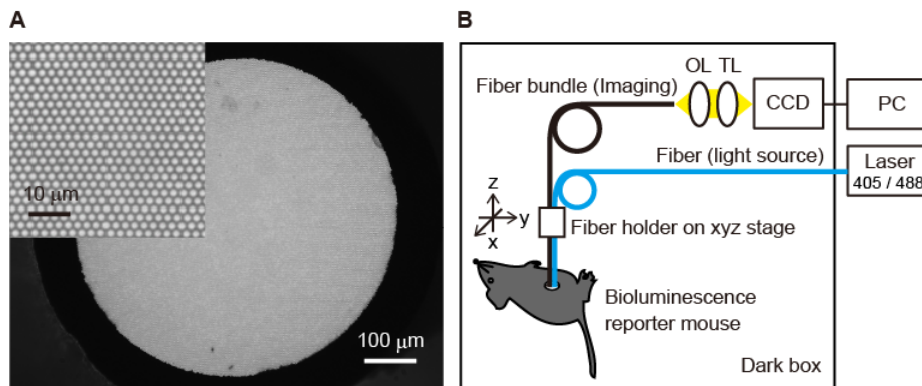 A
10 μm
100 μm
B
OL TL
Fiber bundle (Imaging)
CCD
PC
Fiber (light source)
Laser
405 / 488
z
y
x
Fiber holder on xyz stage
Bioluminescence
reporter mouse
Dark box